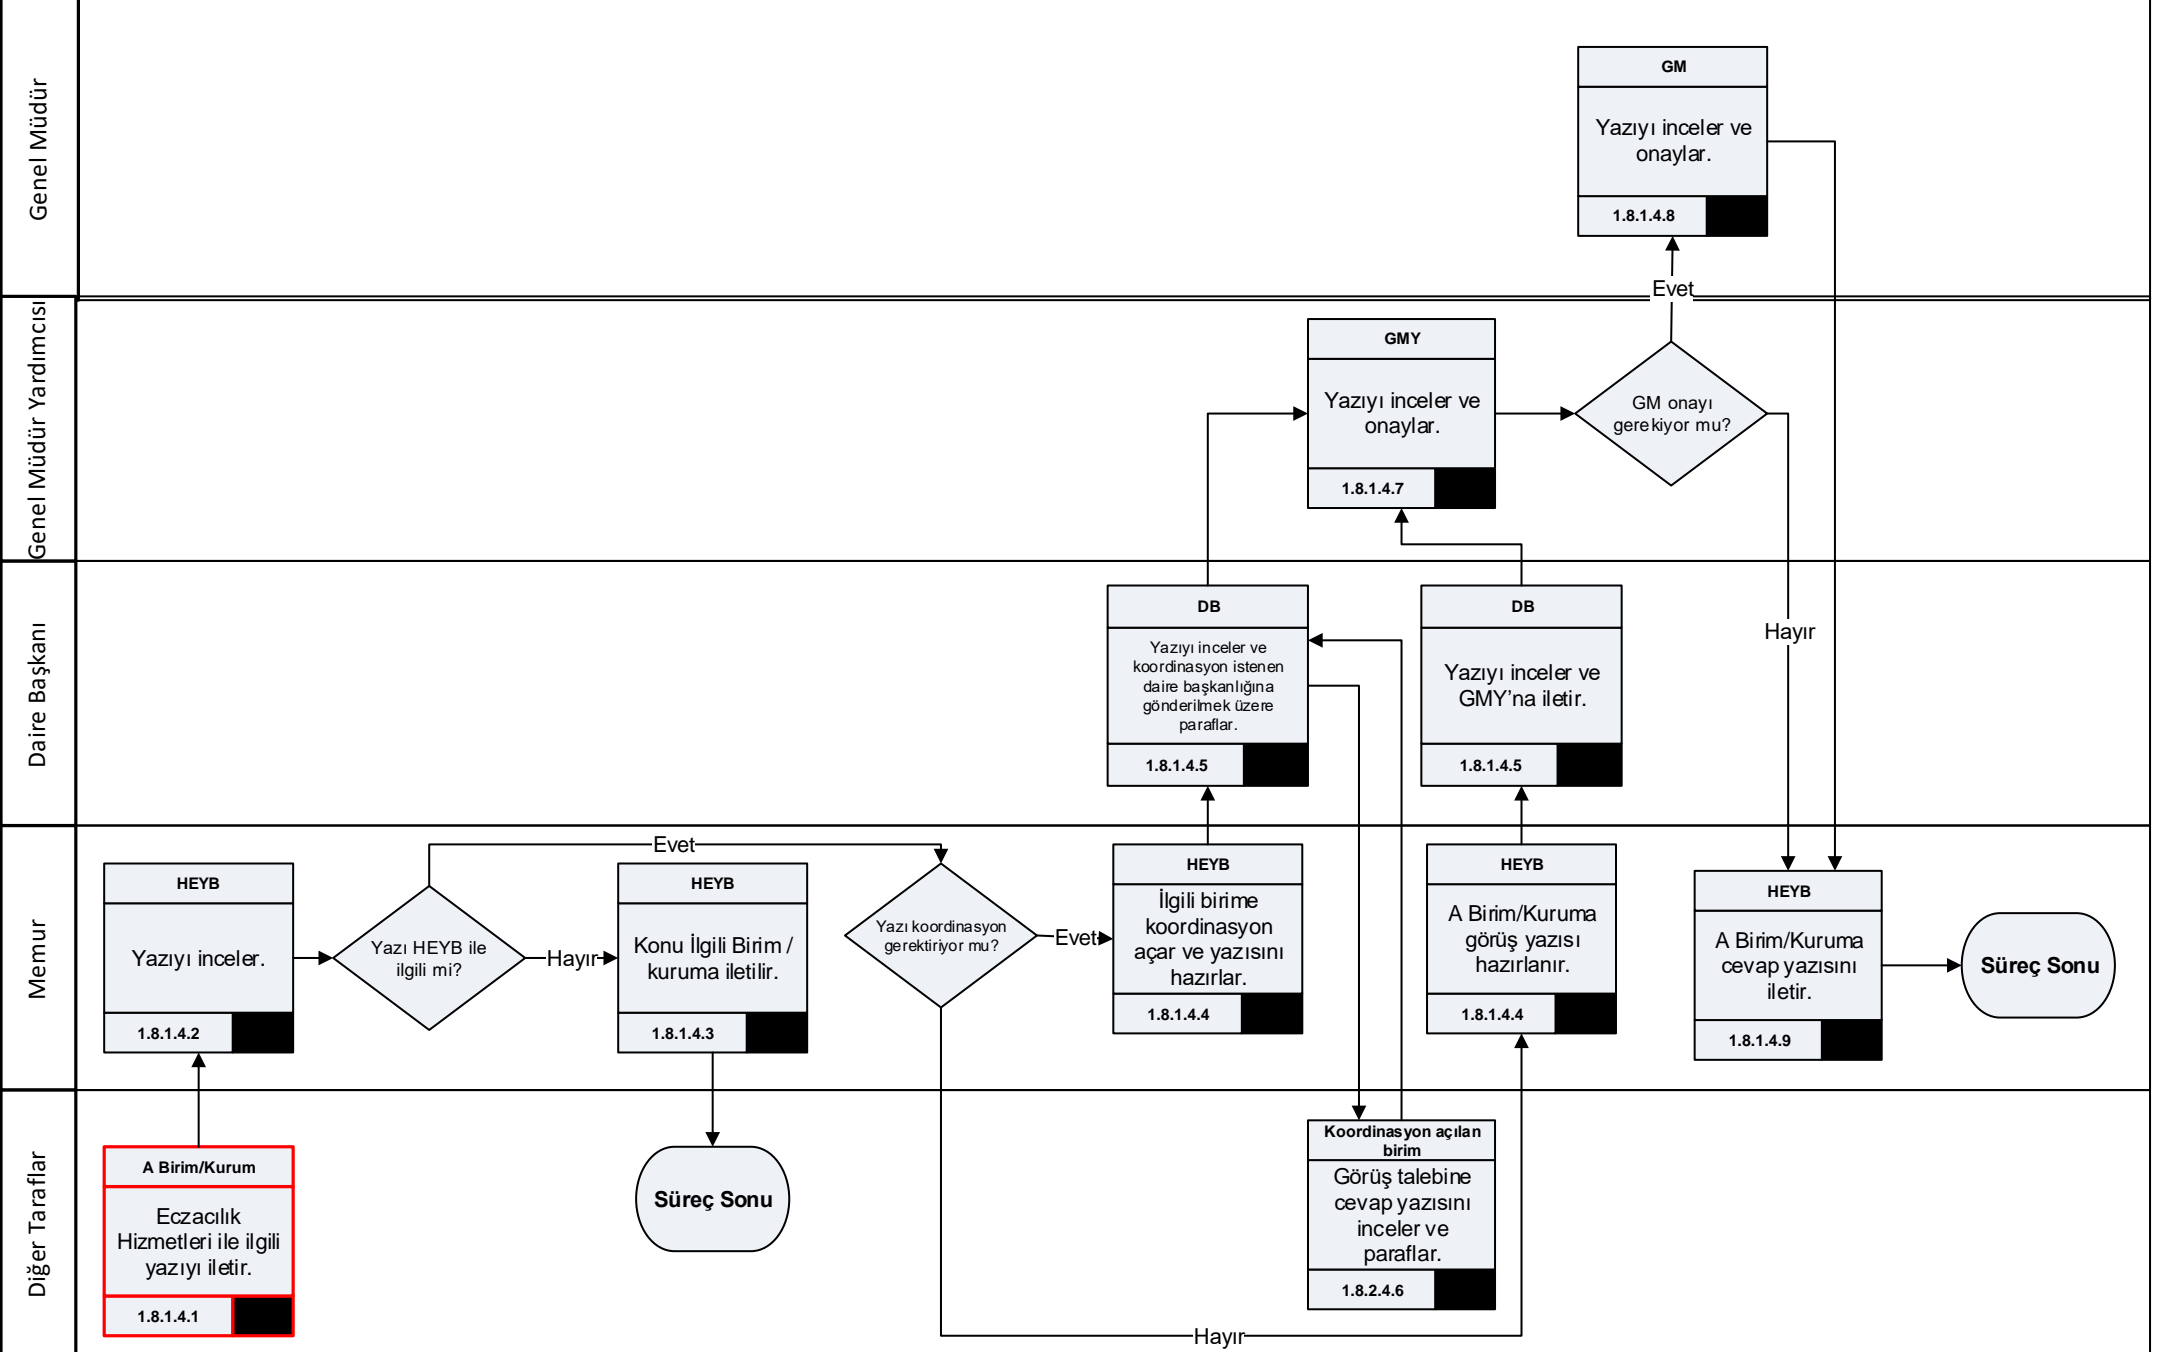 Genel Müdür
GM
Yazıyı inceler ve
onaylar.
1.8.1.4.8
Evet
Genel Müdür Yardımcısı
GMY
Yazıyı inceler ve
onaylar.
1.8.1.4.7
GM onayı
gerekiyor mu?
Hayır
Daire Başkanı
DB
Yazıyı inceler ve
koordinasyon istenen
daire başkanlığına
gönderilmek üzere
paraflar.
1.8.1.4.5
DB
Yazıyı inceler ve
GMY'na iletir.
1.8.1.4.5
Memur
HEYB
Yazıyı inceler.
1.8.1.4.2
Yazı HEYB ile
ilgili mi?
Evet
Hayır
HEYB
Konu İlgili Birim /
kuruma iletilir.
1.8.1.4.3
Yazı koordinasyon
gerektiriyor mu?
Evet
HEYB
İlgili birime
koordinasyon
açar ve yazısını
hazırlar.
1.8.1.4.4
HEYB
A Birim/Kuruma
görüş yazısı
hazırlanır.
1.8.1.4.4
HEYB
A Birim/Kuruma
cevap yazısını
iletir.
1.8.1.4.9
Süreç Sonu
Diğer Taraflar
A Birim/Kurum
Eczacılık
Hizmetleri ile ilgili
yazıyı iletir.
1.8.1.4.1
Süreç Sonu
Koordinasyon açılan
birim
Görüş talebine
cevap yazısını
inceler ve
paraflar.
1.8.2.4.6
Hayır